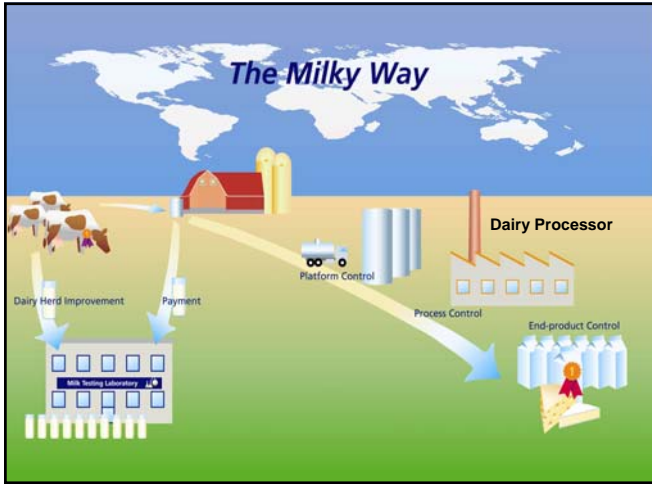 The Milky Way
Dairy Processor
Platform Control
Dairy Herd Improvement
Payment
Process Control
End-product Control
Milk Testing Laboratory
1